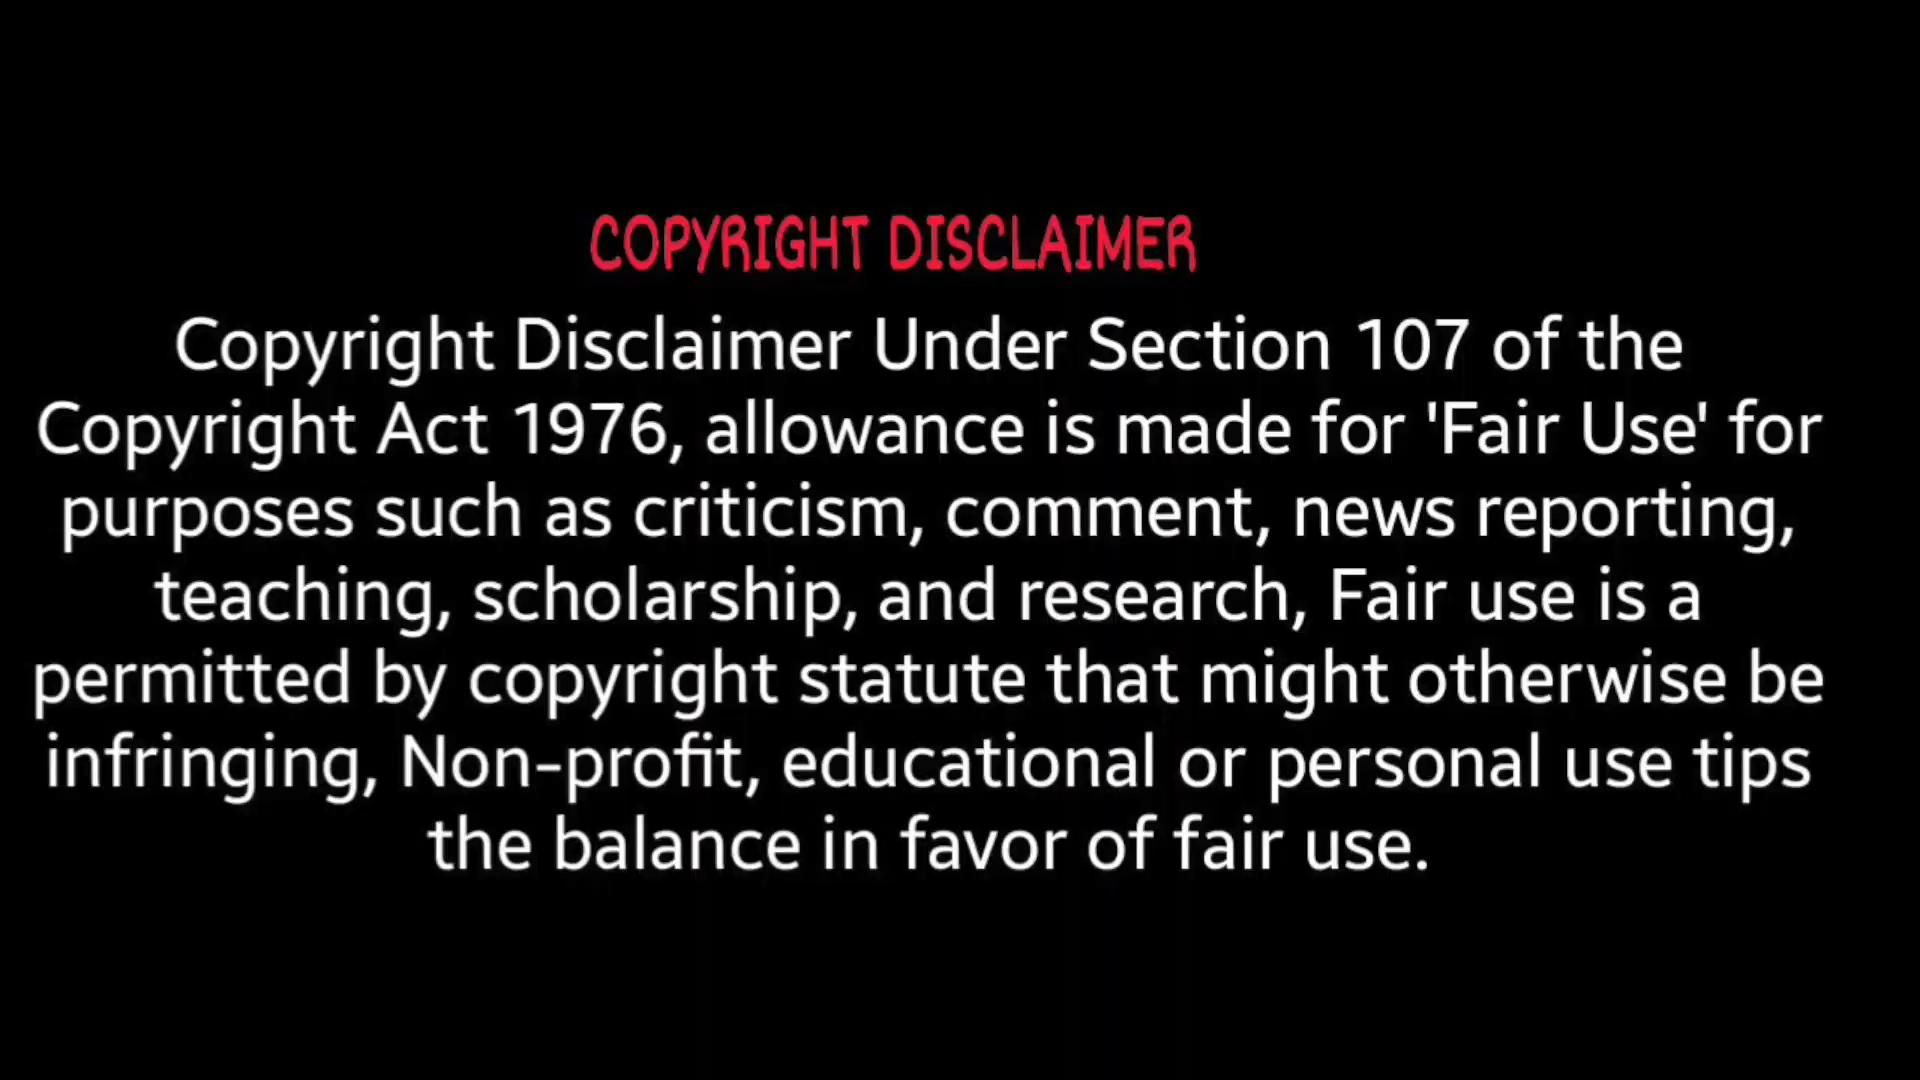 COPYRIGHT DISCLAIMER
Copyright Disclaimer Under Section 107 of the
Copyright Act 1976, allowance is made for 'Fair Use' for
purposes such as criticism, comment, news reporting,
teaching, scholarship, and research, Fair use is a
permitted by copyright statute that might otherwise be
infringing, Non-profit, educational or personal use tips
the balance in favor of fair use.